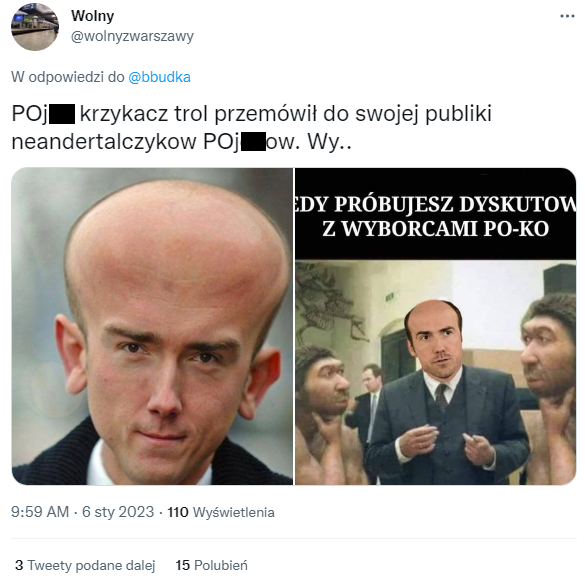 Wolny
@wolnyzwarszawy
W odpowiedzi do @bbudka
POj krzykacz trol przemówił do swojej publiki
neandertalczykow POj ow. Wy..
EDY PRÓBUJESZ DYSKUTOW
Z WYBORCAMI PO-KO
9:59 AM · 6 sty 2023 · 110 Wyświetlenia
3 Tweety podane dalej 15 Polubień